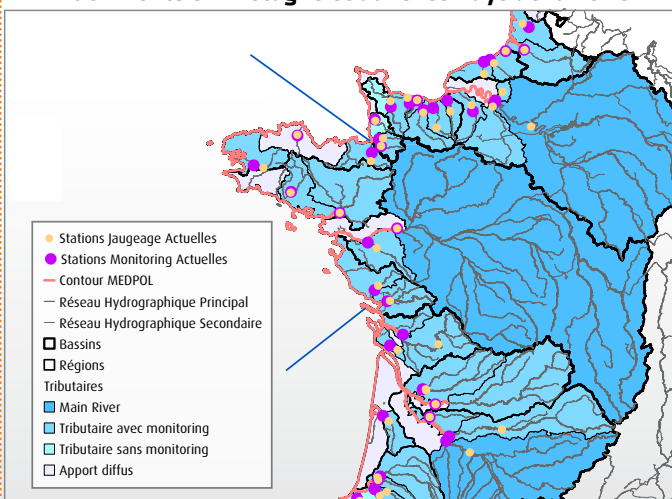 Stations Jaugeage Actuelles
Stations Monitoring Actuelles
Contour MEDPOL
Réseau Hydrographique Principal
Réseau Hydrographique Secondaire
Bassins
Régions
Tributaires
Main River
Tributaire avec monitoring
Tributaire sans monitoring
Apport diffus